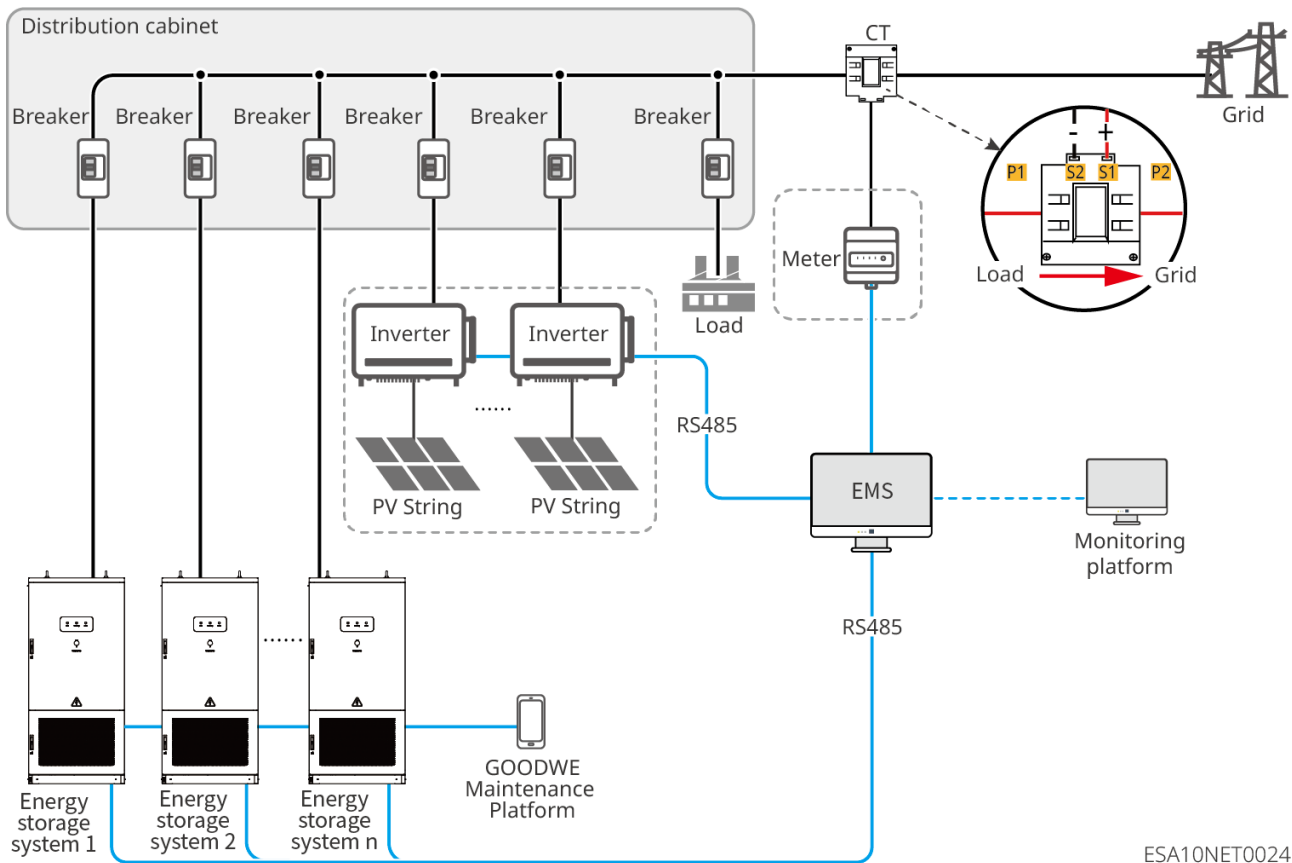 Distribution cabinet
CT
Grid
Breaker
Breaker
Breaker
Breaker
Breaker
Breaker
-
+
P1
S2
S1
P2
Load
Grid
Meter
Load
Inverter
Inverter
......
RS485
PV String
PV String
EMS
Monitoring
platform
RS485
......
GOODWE
Maintenance
Platform
Energy
storage
system 1
Energy
storage
system 2
Energy
storage
system n
ESA10NET0024